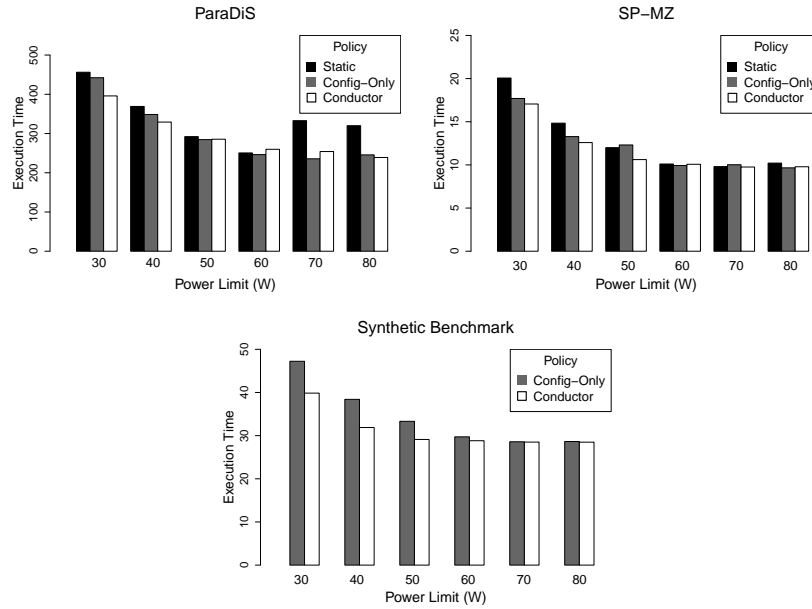 ParaDiS
Execution Time
0
100
200
300
400
500
30 40 50 60 70 80
Power Limit (W)
Policy
Static
Config-Only
Conductor
SP-MZ
Execution Time
0
5
10
15
20
25
30 40 50 60 70 80
Power Limit (W)
Policy
Static
Config-Only
Conductor
Synthetic Benchmark
Execution Time
0
10
20
30
40
50
30 40 50 60 70 80
Power Limit (W)
Policy
Config-Only
Conductor